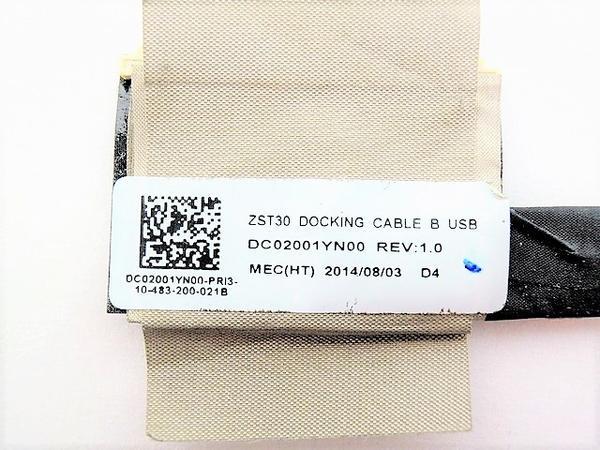 ZST30 DOCKING CABLE B USB
DC02001YN00 REV:1.0
MEC(HT) 2014/08/03 D4
DC02001YN00-PRI3-
10-483-200-021B